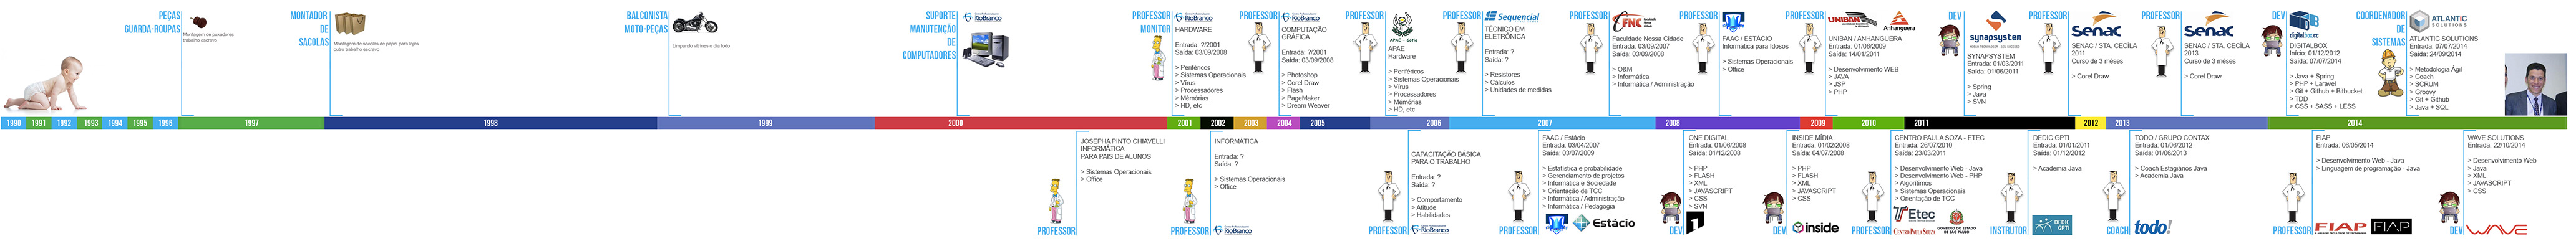 PEÇAS
GUARDA-ROUPAS
Montagem de puxadores
trabalho escravo
MONTADOR
DE
SACOLAS
Montagem de sacolas de papel para lojas
outro trabalho escravo
BALCONISTA
MOTO-PEÇAS
Limpando vitrines o dia todo
SUPORTE
MANUTENÇÃO
DE
COMPUTADORES
RioBranco
PROFESSOR
MONITOR
RioBranco
HARDWARE
Entrada: ?/2001
Saída: 03/09/2008
> Periféricos
> Sistemas Operacionais
> Vírus
> Processadores
> Mémórias
> HD, etc
PROFESSOR
RioBranco
COMPUTAÇÃO
GRÁFICA
Entrada: ?/2001
Saída: 03/09/2008
> Photoshop
> Corel Draw
> Flash
> PageMaker
> Dream Weaver
PROFESSOR
APAE - Cotia
APAE
Hardware
> Periféricos
> Sistemas Operacionais
> Vírus
> Processadores
> Mémórias
> HD, etc
PROFESSOR
Sequencial
TÉCNICO EM
ELETRÔNICA
Entrada: ?
Saída: ?
> Resistores
> Cálculos
> Unidades de medidas
PROFESSOR
FNC
Faculdade Nossa Cidade
Entrada: 03/09/2007
Saída: 03/09/2008
> O&M
> Informática
> Informática / Administração
PROFESSOR
FAAC / ESTÁCIO
Informática para Idosos
> Sistemas Operacionais
> Office
PROFESSOR
UNIBAN
Anhanguera
UNIBAN / ANHANGUERA
Entrada: 01/06/2009
Saída: 14/01/2011
> Desenvolvimento WEB
> JAVA
> JSP
> PHP
DEV
synapsystem
SYNAPSYSTEM
Entrada: 01/03/2011
Saída: 01/06/2011
> Spring
> Java
> SVN
PROFESSOR
Senac
SENAC / STA. CECÍLA
2011
Curso de 3 mêses
> Corel Draw
PROFESSOR
Senac
SENAC / STA. CECÍLA
2013
Curso de 3 mêses
> Corel Draw
DEV
digitalbox.cc
DIGITALBOX
Início: 01/12/2012
Saída: 07/07/2014
> Java + Spring
> PHP + Laravel
> Git + Github + Bitbucket
> TDD
> CSS + SASS + LESS
COORDENADOR
DE
SISTEMAS
ATLANTIC
SOLUTIONS
ATLANTIC SOLUTIONS
Entrada: 07/07/2014
Saída: 24/09/2014
> Metodologia Ágil
> Coach
> SCRUM
> Groovy
> Git + Github
> Java + SQL
1990 1991 1992 1993 1994 1995 1996 1997 1998 1999 2000 2001 2002 2003 2004 2005 2006 2007 2008 2009 2010 2011 2012 2013 2014
PROFESSOR
JOSEPHA PINTO CHIAVELLI
INFORMÁTICA
PARA PAIS DE ALUNOS
> Sistemas Operacionais
> Office
PROFESSOR
INFORMÁTICA
Entrada: ?
Saída: ?
> Sistemas Operacionais
> Office
RioBranco
PROFESSOR
CAPACITAÇÃO BÁSICA
PARA O TRABALHO
Entrada: ?
Saída: ?
> Comportamento
> Atitude
> Habilidades
RioBranco
PROFESSOR
FAAC / Estácio
Entrada: 03/04/2007
Saída: 03/07/2009
> Estatística e probabilidade
> Gerenciamento de projetos
> Informática e Sociedade
> Orientação de TCC
> Informática / Administração
> Informática / Pedagogia
Estácio
DEV
ONE DIGITAL
Entrada: 01/06/2008
Saída: 01/12/2008
> PHP
> FLASH
> XML
> JAVASCRIPT
> CSS
> SVN
DEV
INSIDE MÍDIA
Entrada: 01/02/2008
Saída: 04/07/2008
> PHP
> FLASH
> XML
> JAVASCRIPT
> CSS
inside
PROFESSOR
CENTRO PAULA SOZA - ETEC
Entrada: 26/07/2010
Saída: 23/03/2011
> Desenvolvimento Web - Java
> Desenvolvimento Web - PHP
> Algorítimos
> Sistemas Operacionais
> Orientação de TCC
Etec
CENTRO PAULA SOUZA
GOVERNO DO ESTADO
DE SÃO PAULO
INSTRUTOR
DEDIC GPTI
Entrada: 01/01/2011
Saída: 01/12/2012
> Academia Java
DEDIC
GPTI
COACH
TODO / GRUPO CONTAX
Entrada: 01/06/2012
Saída: 01/06/2013
> Coach Estagiários Java
> Academia Java
todo!
PROFESSOR
FIAP
Entrada: 06/05/2014
> Desenvolvimento Web - Java
> Linguagem de programação - Java
FIAP
FIAP
DEV
WAVE SOLUTIONS
Entrada: 22/10/2014
> Desenvolvimento Web
> Java
> XML
> JAVASCRIPT
> CSS
WAVE